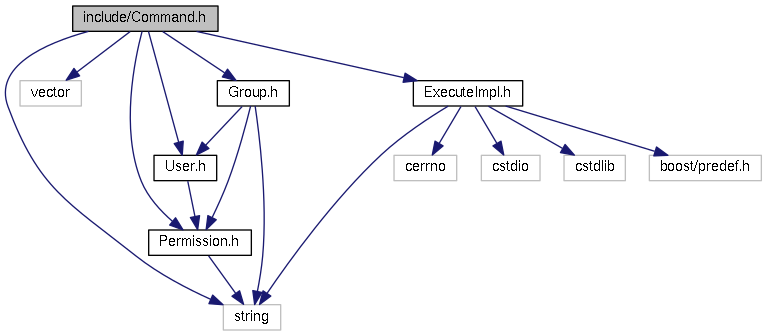 include/Command.h
vector
Group.h
ExecuteImpl.h
User.h
cerrno
cstdio
cstdlib
boost/predef.h
Permission.h
string